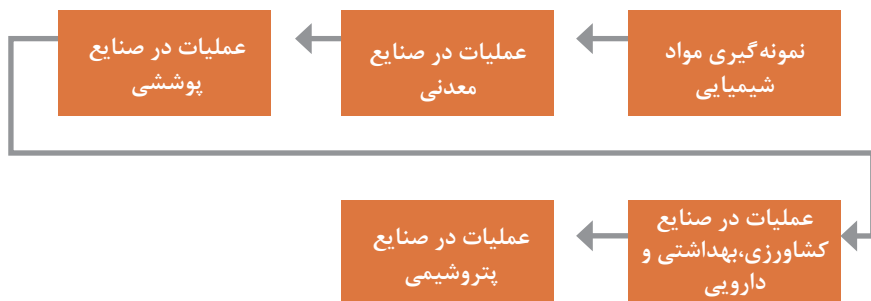 نمونه‌گیری مواد
شیمیایی
عملیات در صنایع
معدنی
عملیات در صنایع
پوششی
عملیات در صنایع
کشاورزی،بهداشتی و
دارویی
عملیات در صنایع
پتروشیمی